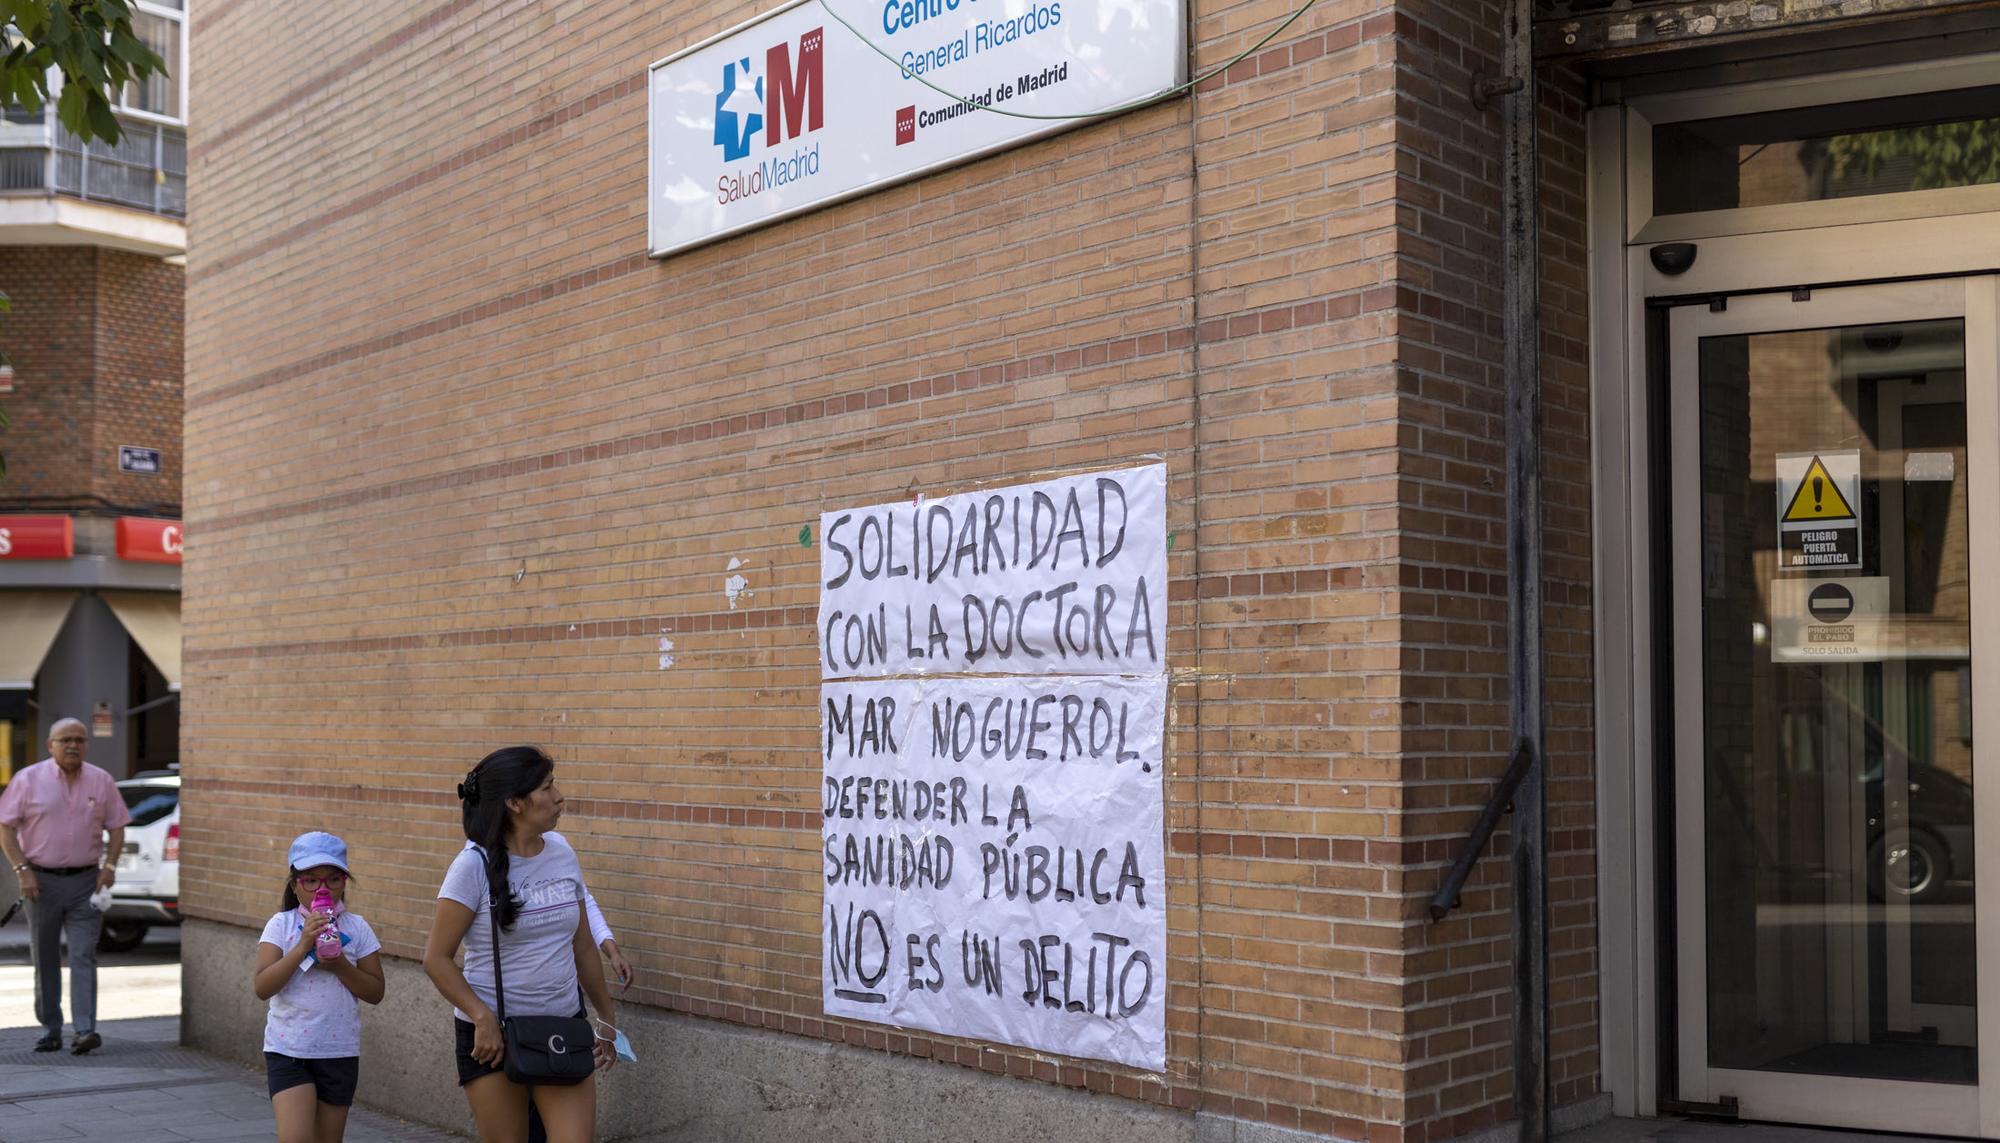 Centro
General Ricardos
Comunidad de Madrid
M
SaludMadrid
SOLIDARIDAD
CON LA DOCTORA
MAR NOGUEROL.
DEFENDER LA
SANIDAD PÚBLICA
NO ES UN DELITO
PELIGRO
PUERTA
AUTOMATICA
PROHIBIDO
EL PASO
SOLO SALIDA
C